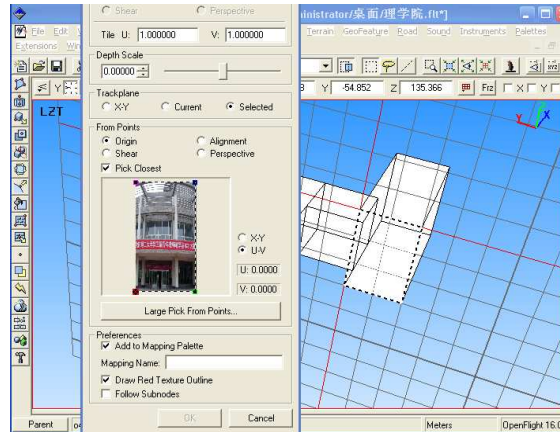 Shear Perspective
ministrator/桌面/理学院.flt*]
File Edit
Terrain GeoFeature Road Sound Instruments Palettes
Extensions
Tile U: 1.000000 V: 1.000000
Depth Scale
0.00000
Y -54.852 Z 135.366 Frz X Y
Trackplane
X-Y Current Selected
LZT
From Points
Origin Alignment
Shear Perspective
Pick Closest
X-Y
U-V
U: 0.0000
V: 0.0000
Large Pick From Points...
Preferences
Add to Mapping Palette
Mapping Name:
Draw Red Texture Outline
Follow Subnodes
OK Cancel
Parent Meters OpenFlight 16.0